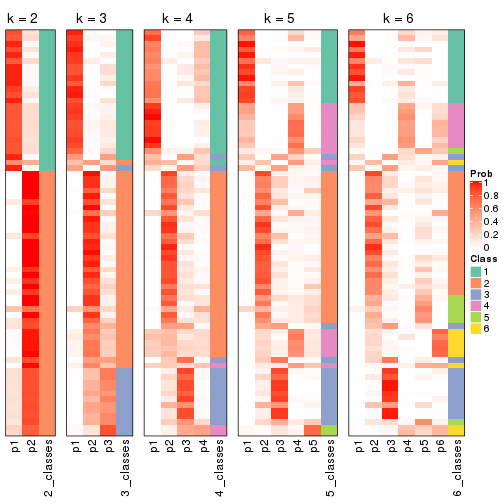 k = 2
k = 3
k = 4
k = 5
k = 6
Prob
1
0.8
0.6
0.4
0.2
0
Class
1
2
3
4
5
6
p1
p2
2_classes
p1
p2
p3
3_classes
p1
p2
p3
p4
4_classes
p1
p2
p3
p4
p5
5_classes
p1
p2
p3
p4
p5
p6
6_classes